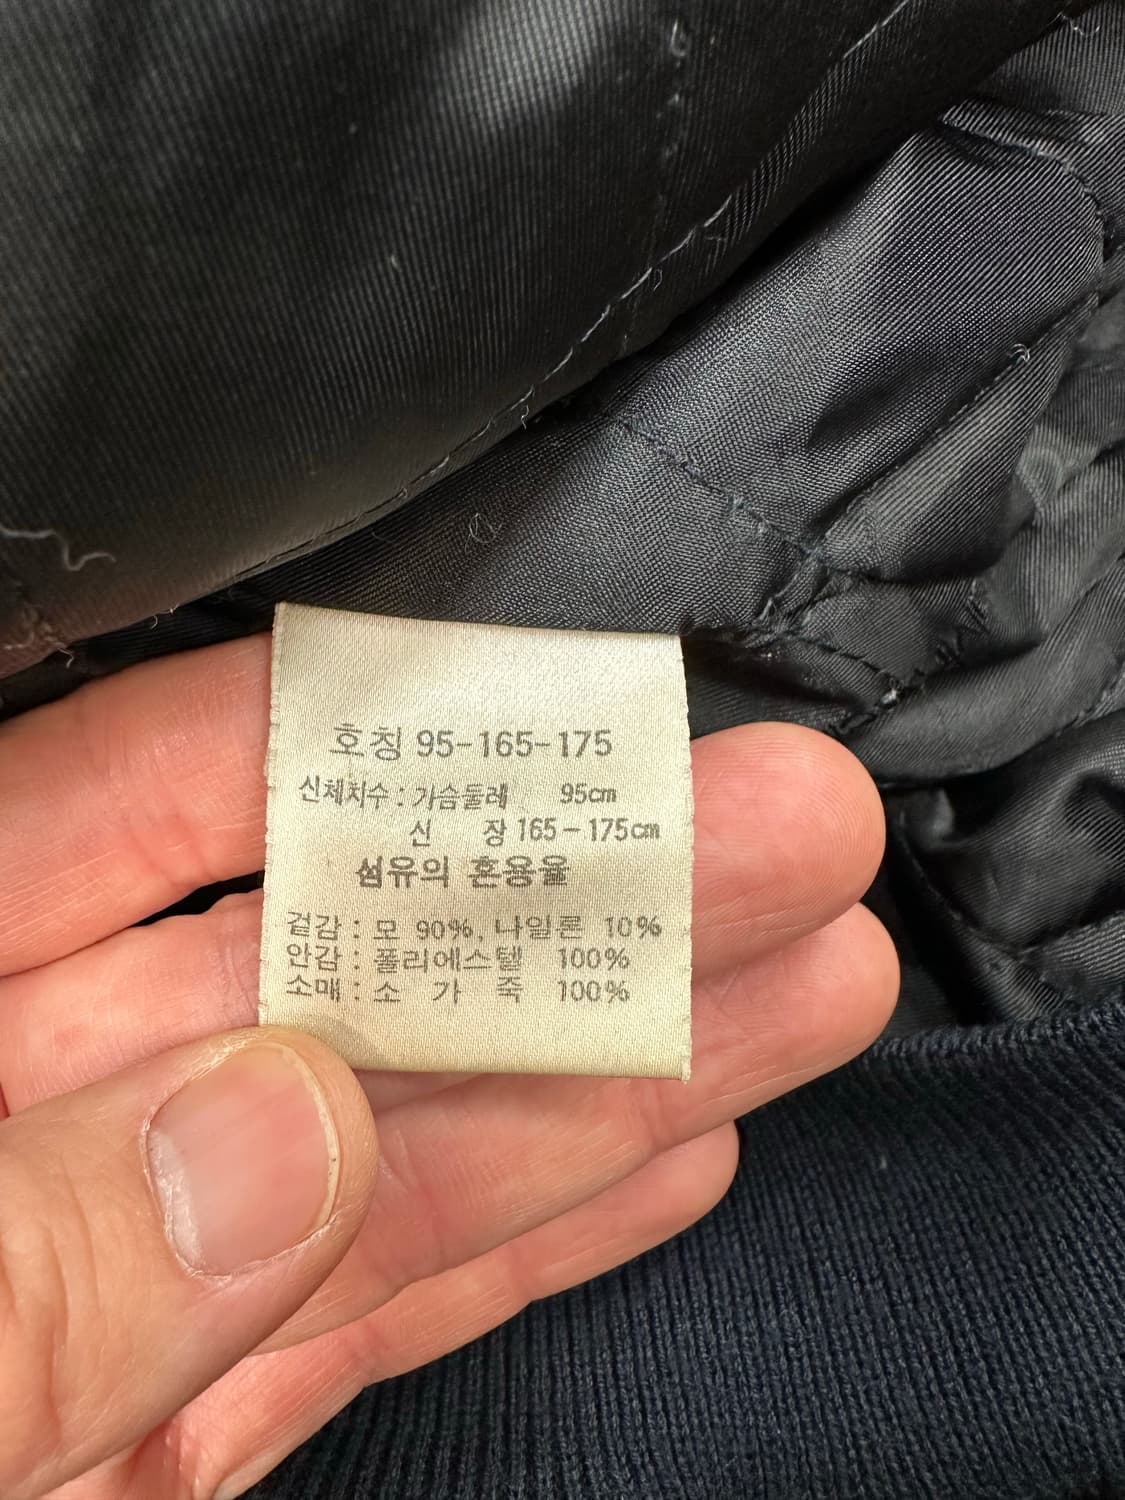 호칭 95-165-175
신체치수 : 가슴둘레 95cm
신 장 165-175cm
섬유의 혼용율
겉감 : 모 90%, 나일론 10%
안감 : 폴리에스텔 100%
소매 : 소 가 죽 100%